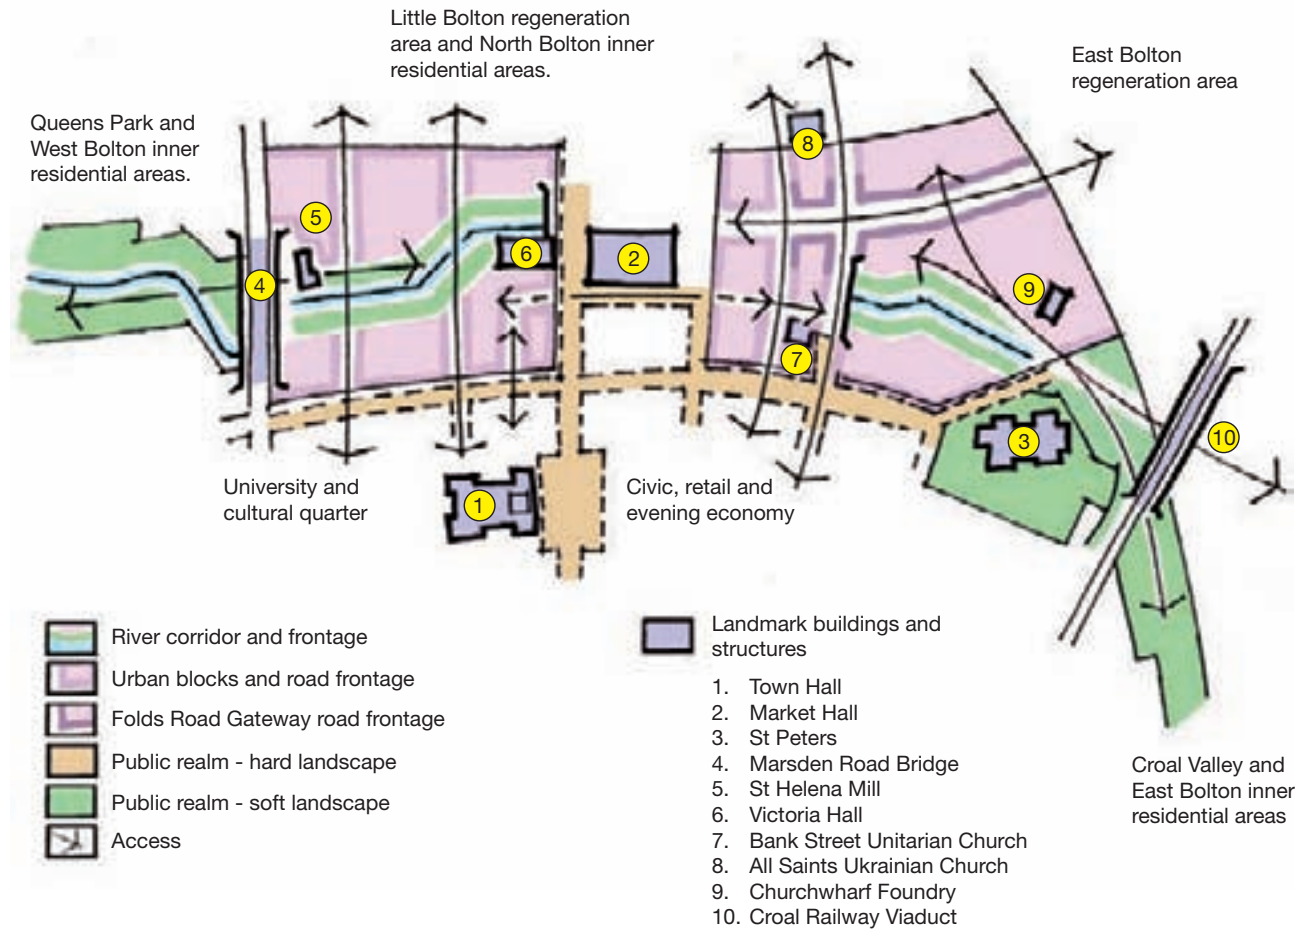 Little Bolton regeneration
area and North Bolton inner
residential areas.
East Bolton
regeneration area
Queens Park and
West Bolton inner
residential areas.
8
5
4
6
2
9
7
3
10
1
University and
cultural quarter
Civic, retail and
evening economy
River corridor and frontage
Urban blocks and road frontage
Folds Road Gateway road frontage
Public realm - hard landscape
Public realm - soft landscape
Access
Landmark buildings and
structures
1. Town Hall
2. Market Hall
3. St Peters
4. Marsden Road Bridge
5. St Helena Mill
6. Victoria Hall
7. Bank Street Unitarian Church
8. All Saints Ukrainian Church
9. Churchwharf Foundry
10. Croal Railway Viaduct
Croal Valley and
East Bolton inner
residential areas